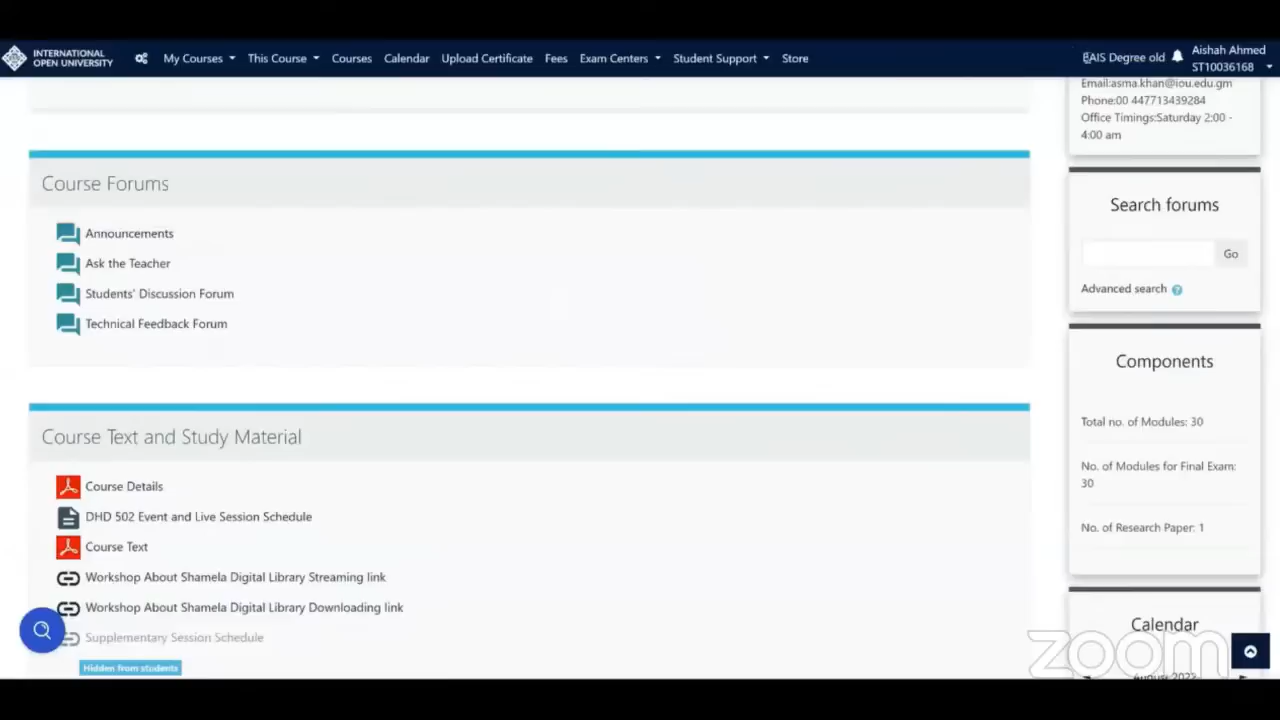 INTERNATIONAL
OPEN UNIVERSITY
My Courses This Course Courses Calendar Upload Certificate Fees Exam Centers Student Support Store
BAIS Degree old
Aishah Ahmed
ST10036168
Email:asma.khan@iou.edu.gm
Phone:00 447713439284
Office Timings:Saturday 2:00 -
4:00 am
Course Forums
Announcements
Ask the Teacher
Students' Discussion Forum
Technical Feedback Forum
Course Text and Study Material
Course Details
DHD 502 Event and Live Session Schedule
Course Text
Workshop About Shamela Digital Library Streaming link
Workshop About Shamela Digital Library Downloading link
Supplementary Session Schedule
Hidden from students
Search forums
Go
Advanced search ?
Components
Total no. of Modules: 30
No. of Modules for Final Exam:
30
No. of Research Paper: 1
Calendar
August 2022
zoom